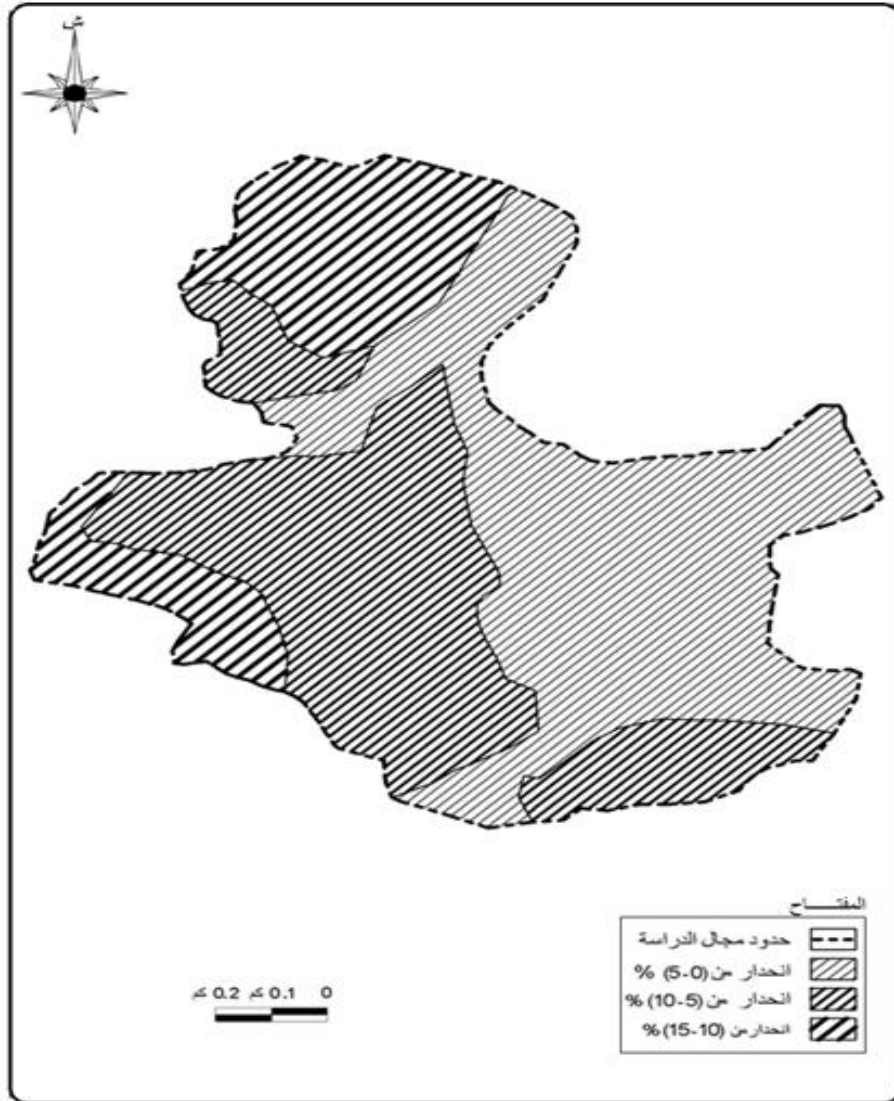 ش
المفتـــــاح
حدود مجال الدراسة
انحدار من (0-5) %
انحدار من (5-10) %
انحدار من (10-15) %
0 0.1 كم 0.2 كم